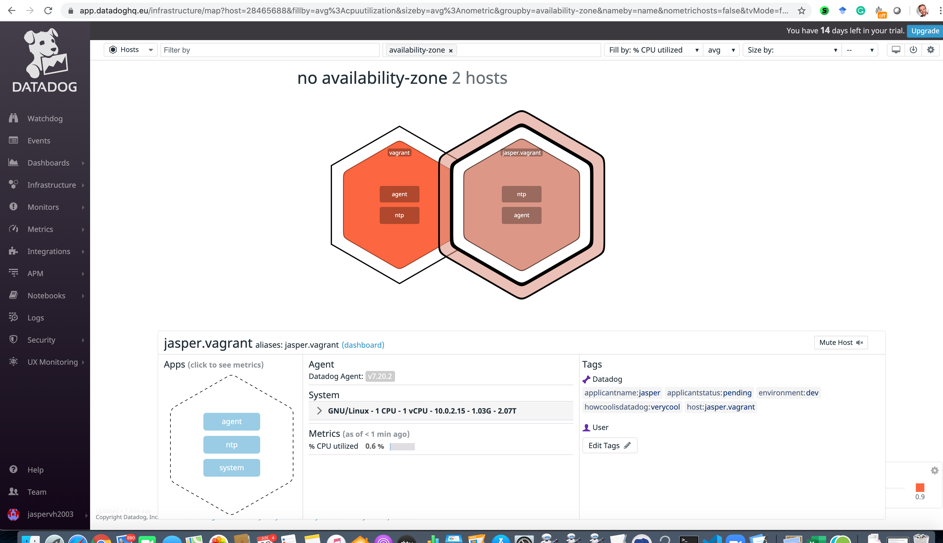 app.datadoghq.eu/infrastructure/map?host=28465688&fillby=avg%3Acpuutilization&sizeby=avg%3Anometric&groupby=availability-zone&nameby=name&nometrichosts=false&tvMode=f...
You have 14 days left in your trial. Upgrade
DATADOG
Hosts Filter by availability-zone × Fill by: % CPU utilized avg Size by: --
no availability-zone 2 hosts
vagrant
agent
ntp
jasper.vagrant
ntp
agent
Watchdog
Events
Dashboards
Infrastructure
Monitors
Metrics
Integrations
APM
Notebooks
Logs
Security
UX Monitoring
Help
Team
jaspervh2003
jasper.vagrant aliases: jasper.vagrant (dashboard)
Mute Host
Apps (click to see metrics)
agent
ntp
system
Agent
Datadog Agent: v7.20.2
System
GNU/Linux - 1 CPU - 1 vCPU - 10.0.2.15 - 1.03G - 2.07T
Metrics (as of < 1 min ago)
% CPU utilized 0.6 %
Tags
Datadog
applicantname:jasper applicantstatus:pending environment:dev
howcoolisdatadog:verycool host:jasper.vagrant
User
Edit Tags
0.9
Copyright Datadog, Inc